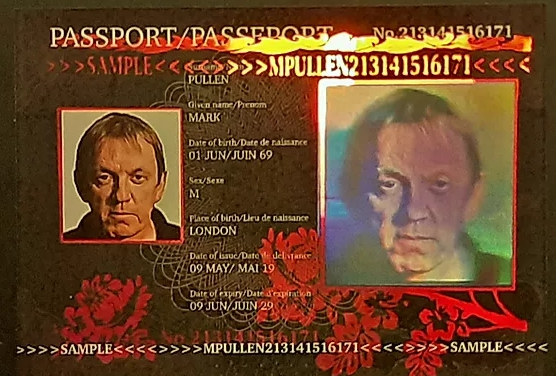 PASSPORT/PASSEPORT No.213141516171
>>>SAMPLE<<<>>>MPULLEN213141516171<<<<
PULLEN
Given name/Prenom
MARK
Date of birth/Date de naissance
01 JUN/JUIN 69
Sex/Sexe
M
Place of birth/Lieu de naissance
LONDON
Date of issue/Date de delivrance
09 MAY/ MAI 19
Date of expiry/Date d'expiration
09 JUN/JUIN 29
>>>>SAMPLE<<<<>>>>MPULLEN213141516171<<<<>>>>SAMPLE<<<<